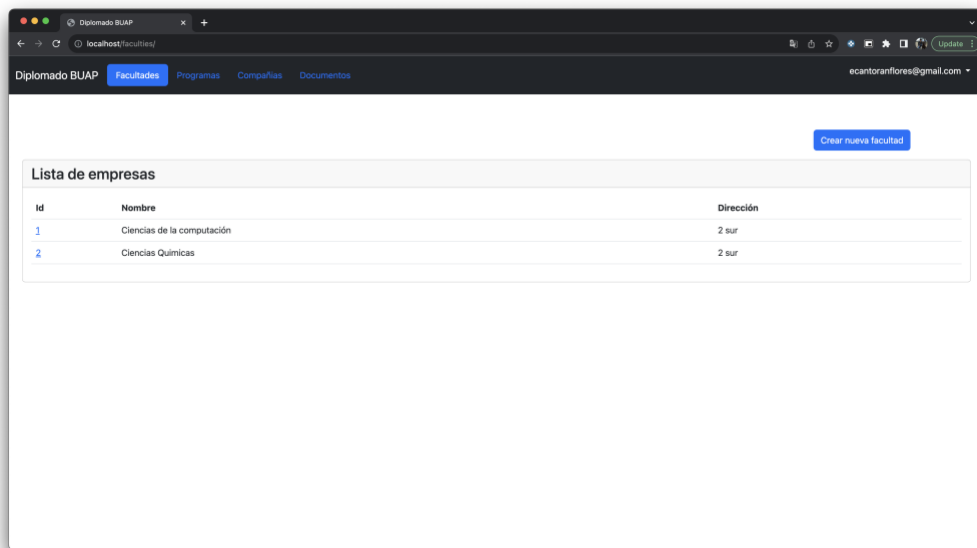 Diplomado BUAP
localhost/faculties/
Update
Diplomado BUAP Facultades Programas Compañias Documentos ecantoranflores@gmail.com
Crear nueva facultad
Lista de empresas
Id Nombre Dirección
1 Ciencias de la computación 2 sur
2 Ciencias Quimicas 2 sur